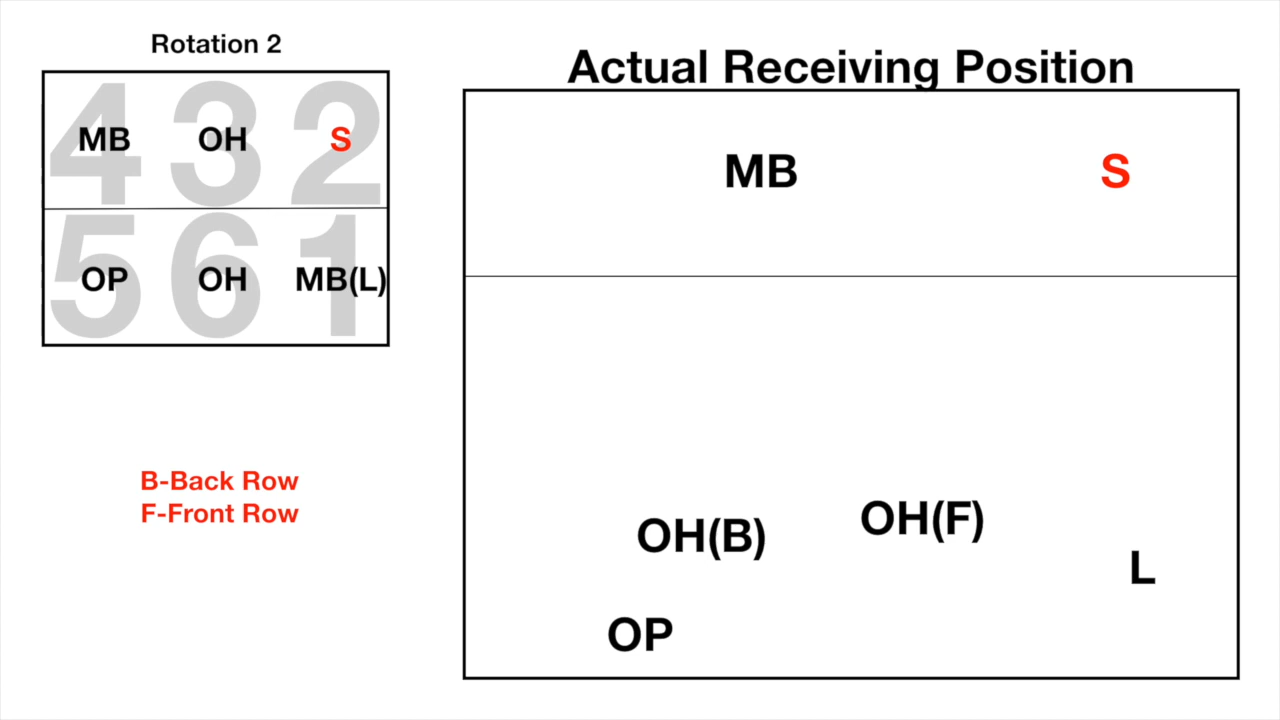 Rotation 2
4 3 2
MB OH S
5 6 1
OP OH MB(L)
B-Back Row
F-Front Row
Actual Receiving Position
MB S
OH(B) OH(F)
L
OP